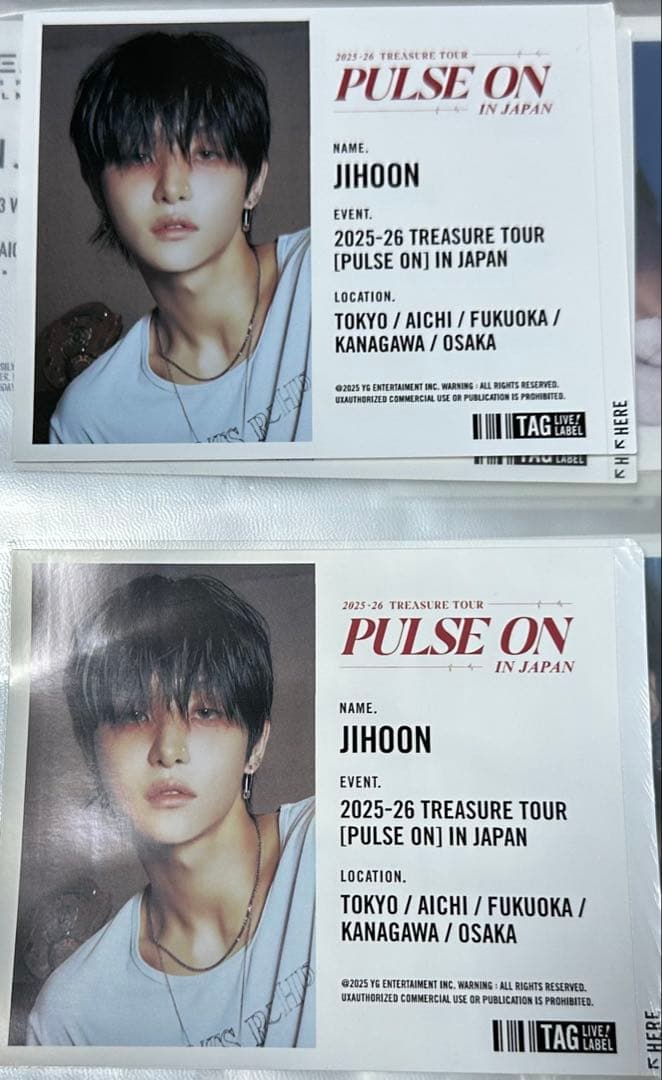 2025-26 TREASURE TOUR
PULSE ON
IN JAPAN
NAME.
JIHOON
EVENT.
2025-26 TREASURE TOUR
[PULSE ON] IN JAPAN
LOCATION.
TOKYO / AICHI / FUKUOKA /
KANAGAWA / OSAKA
@2025 YG ENTERTAIMENT INC. WARNING : ALL RIGHTS RESERVED.
UXAUTHORIZED COMMERCIAL USE OR PUBLICATION IS PROHIBITED.
TAG LIVE! LABEL
HERE
TAG LABEL
2025-26 TREASURE TOUR
PULSE ON
IN JAPAN
NAME.
JIHOON
EVENT.
2025-26 TREASURE TOUR
[PULSE ON] IN JAPAN
LOCATION.
TOKYO / AICHI / FUKUOKA /
KANAGAWA / OSAKA
@2025 YG ENTERTAIMENT INC. WARNING : ALL RIGHTS RESERVED.
UXAUTHORIZED COMMERCIAL USE OR PUBLICATION IS PROHIBITED.
TAG LIVE! LABEL
HERE